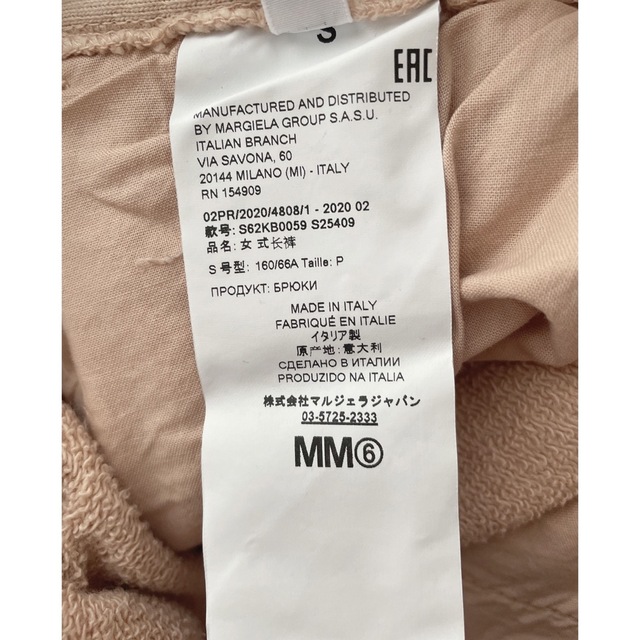 S
EAC
MANUFACTURED AND DISTRIBUTED
BY MARGIELA GROUP S.A.S.U.
ITALIAN BRANCH
VIA SAVONA, 60
20144 MILANO (MI) - ITALY
RN 154909
02PR/2020/4808/1 - 2020 02
款号: S62KB0059 S25409
品名: 女式长裤
S 号型: 160/66A Taille: P
ПРОДУКТ: БРЮКИ
MADE IN ITALY
FABRIQUÉ EN ITALIE
イタリア製
原产地: 意大利
СДЕЛАНО В ИТАЛИИ
PRODUZIDO NA ITALIA
株式会社マルジェラジャパン
03-5725-2333
MM⑥